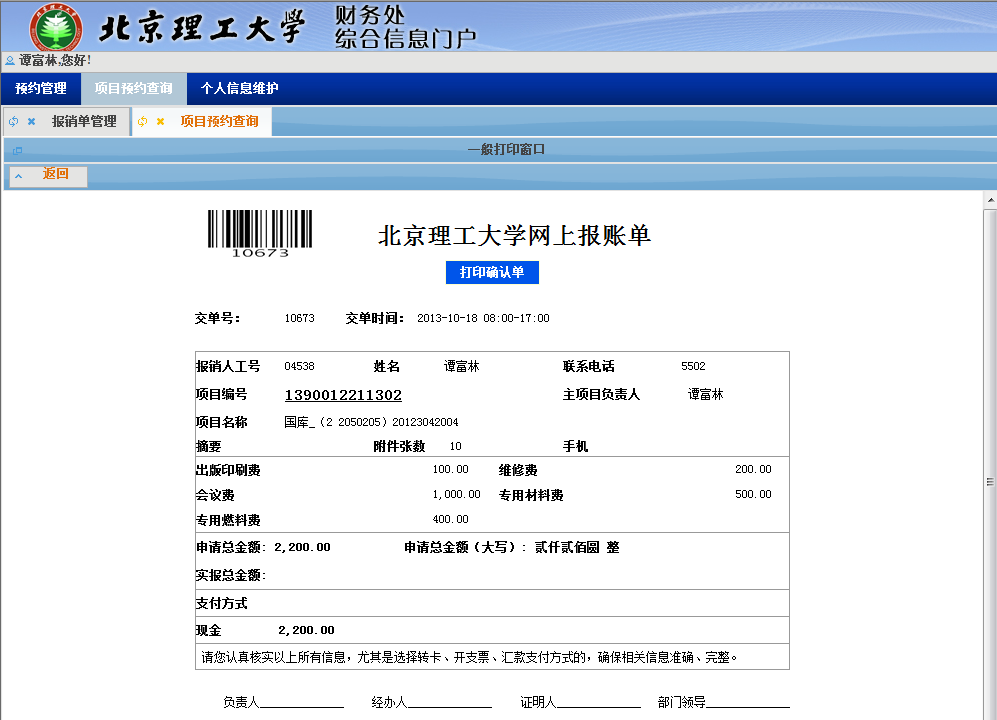 北京理工大学 财务处
综合信息门户
谭富林,您好!
预约管理 项目预约查询 个人信息维护
报销单管理 项目预约查询
一般打印窗口
返回
10673
北京理工大学网上报账单
打印确认单
交单号: 10673 交单时间: 2013-10-18 08:00-17:00
报销人工号 04538 姓名 谭富林 联系电话 5502
项目编号 1390012211302 主项目负责人 谭富林
项目名称 国库_（2 2050205）20123042004
摘要 附件张数 10 手机
出版印刷费 100.00 维修费 200.00
会议费 1,000.00 专用材料费 500.00
专用燃料费 400.00
申请总金额: 2,200.00 申请总金额（大写）: 贰仟贰佰圆 整
实报总金额:
支付方式
现金 2,200.00
请您认真核实以上所有信息，尤其是选择转卡、开支票、汇款支付方式的，确保相关信息准确、完整。
负责人____________ 经办人____________ 证明人____________ 部门领导____________